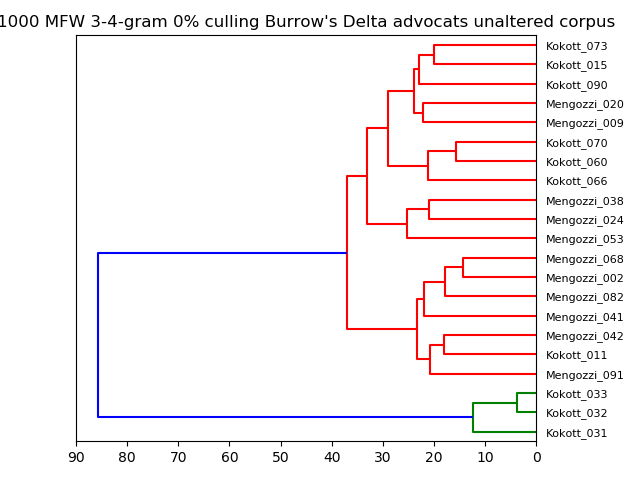 1000 MFW 3-4-gram 0% culling Burrow's Delta advocats unaltered corpus
Kokott_073
Kokott_015
Kokott_090
Mengozzi_020
Mengozzi_009
Kokott_070
Kokott_060
Kokott_066
Mengozzi_038
Mengozzi_024
Mengozzi_053
Mengozzi_068
Mengozzi_002
Mengozzi_082
Mengozzi_041
Mengozzi_042
Kokott_011
Mengozzi_091
Kokott_033
Kokott_032
Kokott_031
90 80 70 60 50 40 30 20 10 0